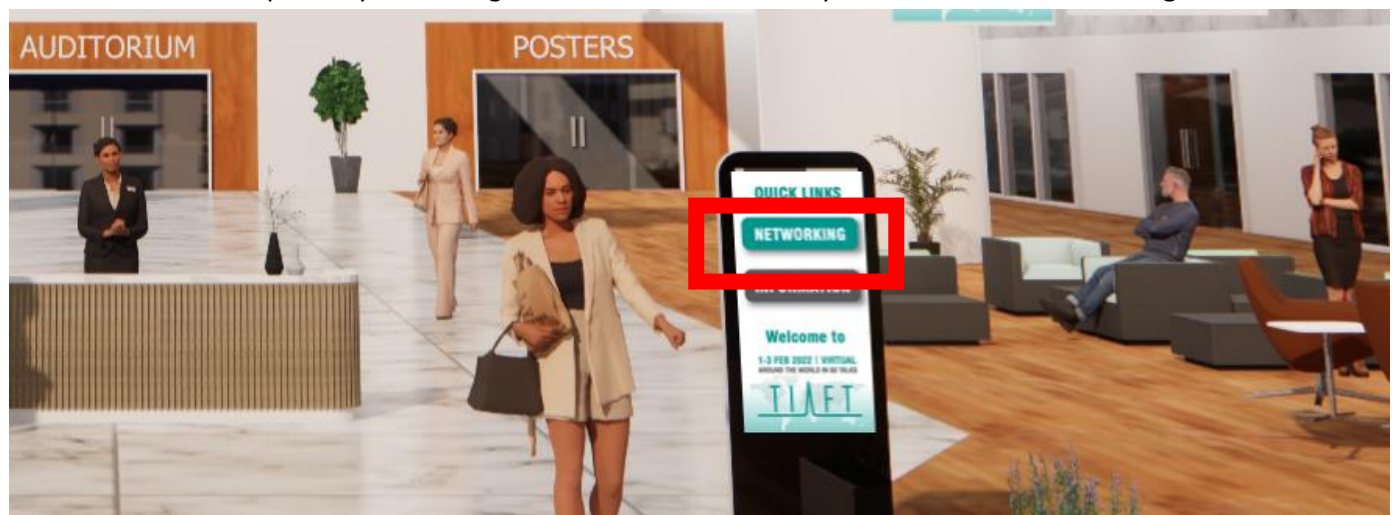 AUDITORIUM
POSTERS
QUICK LINKS
NETWORKING
INFORMATION
Welcome to
1-3 FEB 2022 | VIRTUAL
AROUND THE WORLD IN 80 TALKS
TIAFT